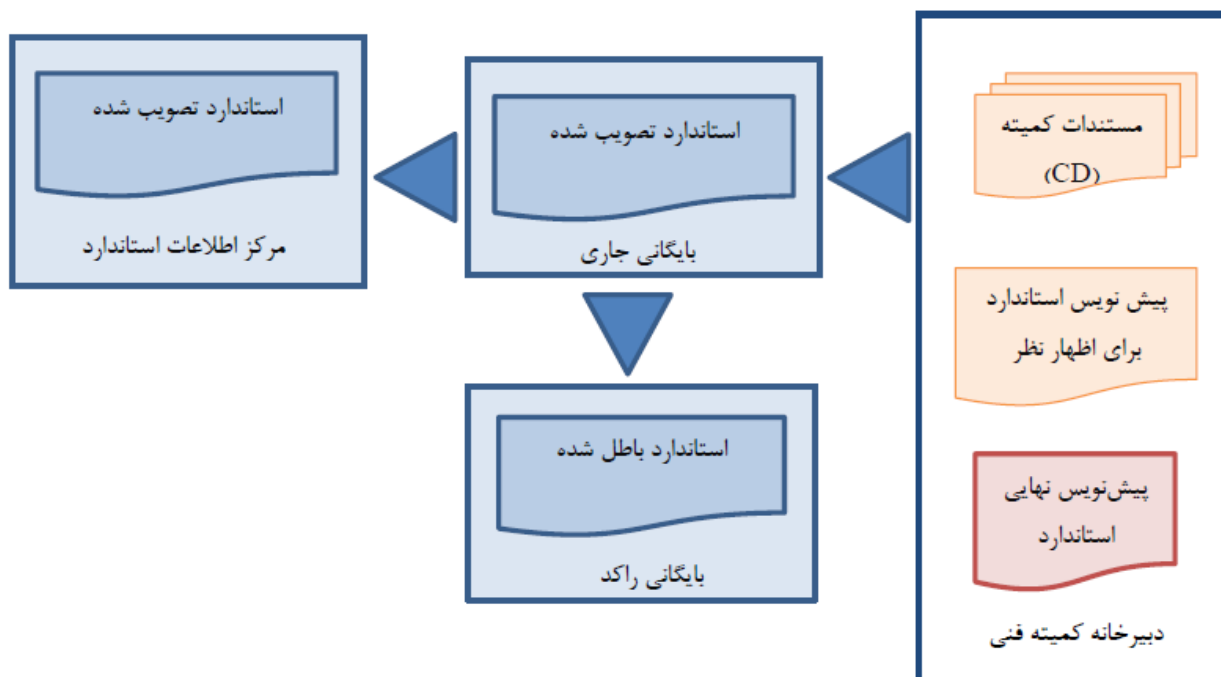 مستندات کمیته
(CD)
پیش نویس استاندارد
برای اظهار نظر
پیش‌نویس نهایی
استاندارد
دبیرخانه کمیته فنی
استاندارد تصویب شده
بایگانی جاری
استاندارد تصویب شده
مرکز اطلاعات استاندارد
استاندارد باطل شده
بایگانی راکد